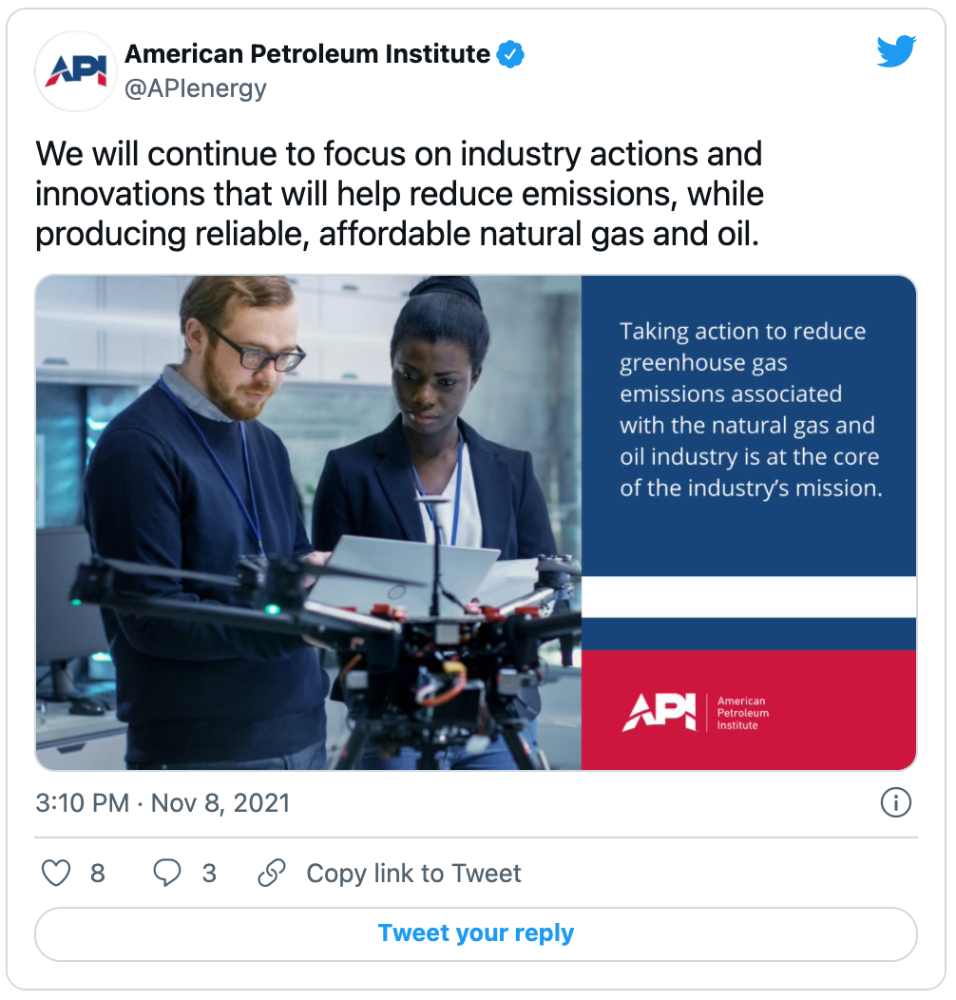 API
American Petroleum Institute
@APIenergy
We will continue to focus on industry actions and
innovations that will help reduce emissions, while
producing reliable, affordable natural gas and oil.
Taking action to reduce
greenhouse gas
emissions associated
with the natural gas and
oil industry is at the core
of the industry’s mission.
API
American
Petroleum
Institute
3:10 PM · Nov 8, 2021
8
3
Copy link to Tweet
Tweet your reply